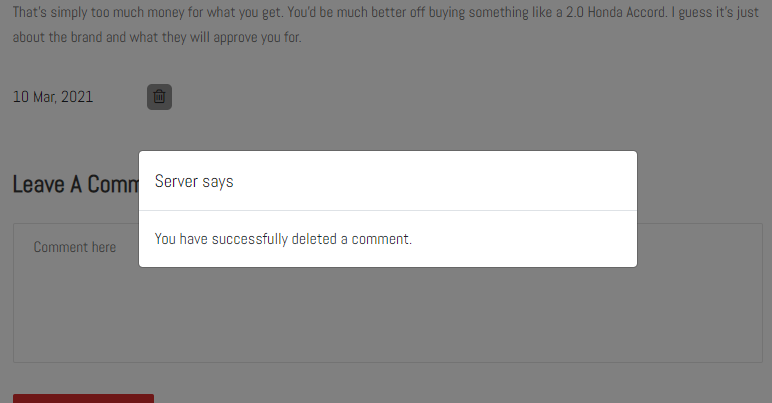 That's simply too much money for what you get. You'd be much better off buying something like a 2.0 Honda Accord. I guess it's just
about the brand and what they will approve you for.
10 Mar, 2021
Server says
Leave A Comm
You have successfully deleted a comment.
Comment here